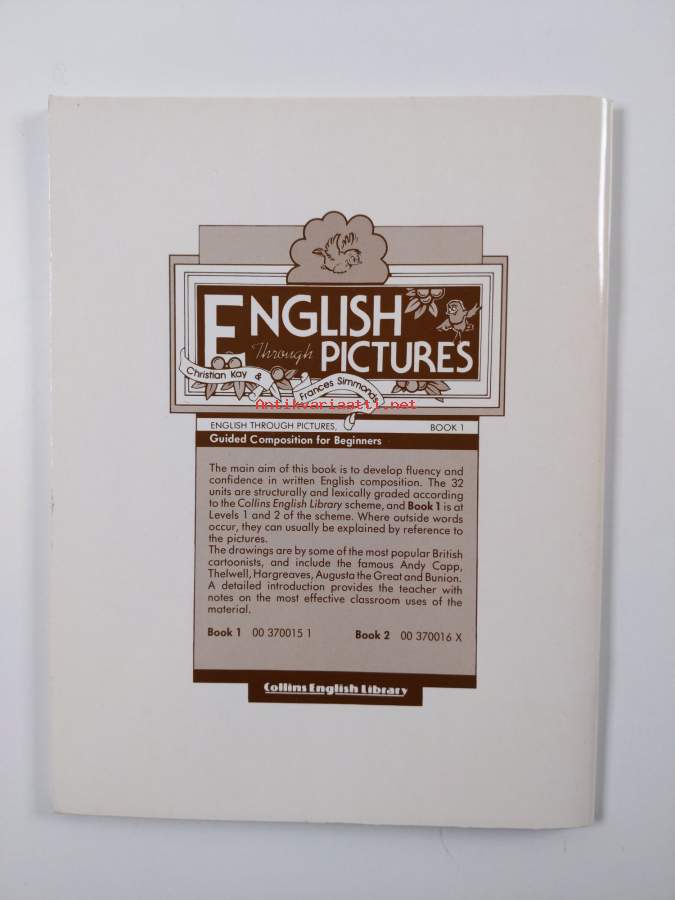 ENGLISH
Through PICTURES
Christian Kay & Frances Simmonds
Antikvariaatti.net
ENGLISH THROUGH PICTURES, BOOK 1
Guided Composition for Beginners
The main aim of this book is to develop fluency and
confidence in written English composition. The 32
units are structurally and lexically graded according
to the Collins English Library scheme, and Book 1 is at
Levels 1 and 2 of the scheme. Where outside words
occur, they can usually be explained by reference to
the pictures.
The drawings are by some of the most popular British
cartoonists, and include the famous Andy Capp,
Thelwell, Hargreaves, Augusta the Great and Bunion.
A detailed introduction provides the teacher with
notes on the most effective classroom uses of the
material.
Book 1 00 370015 1 Book 2 00 370016 X
Collins English Library